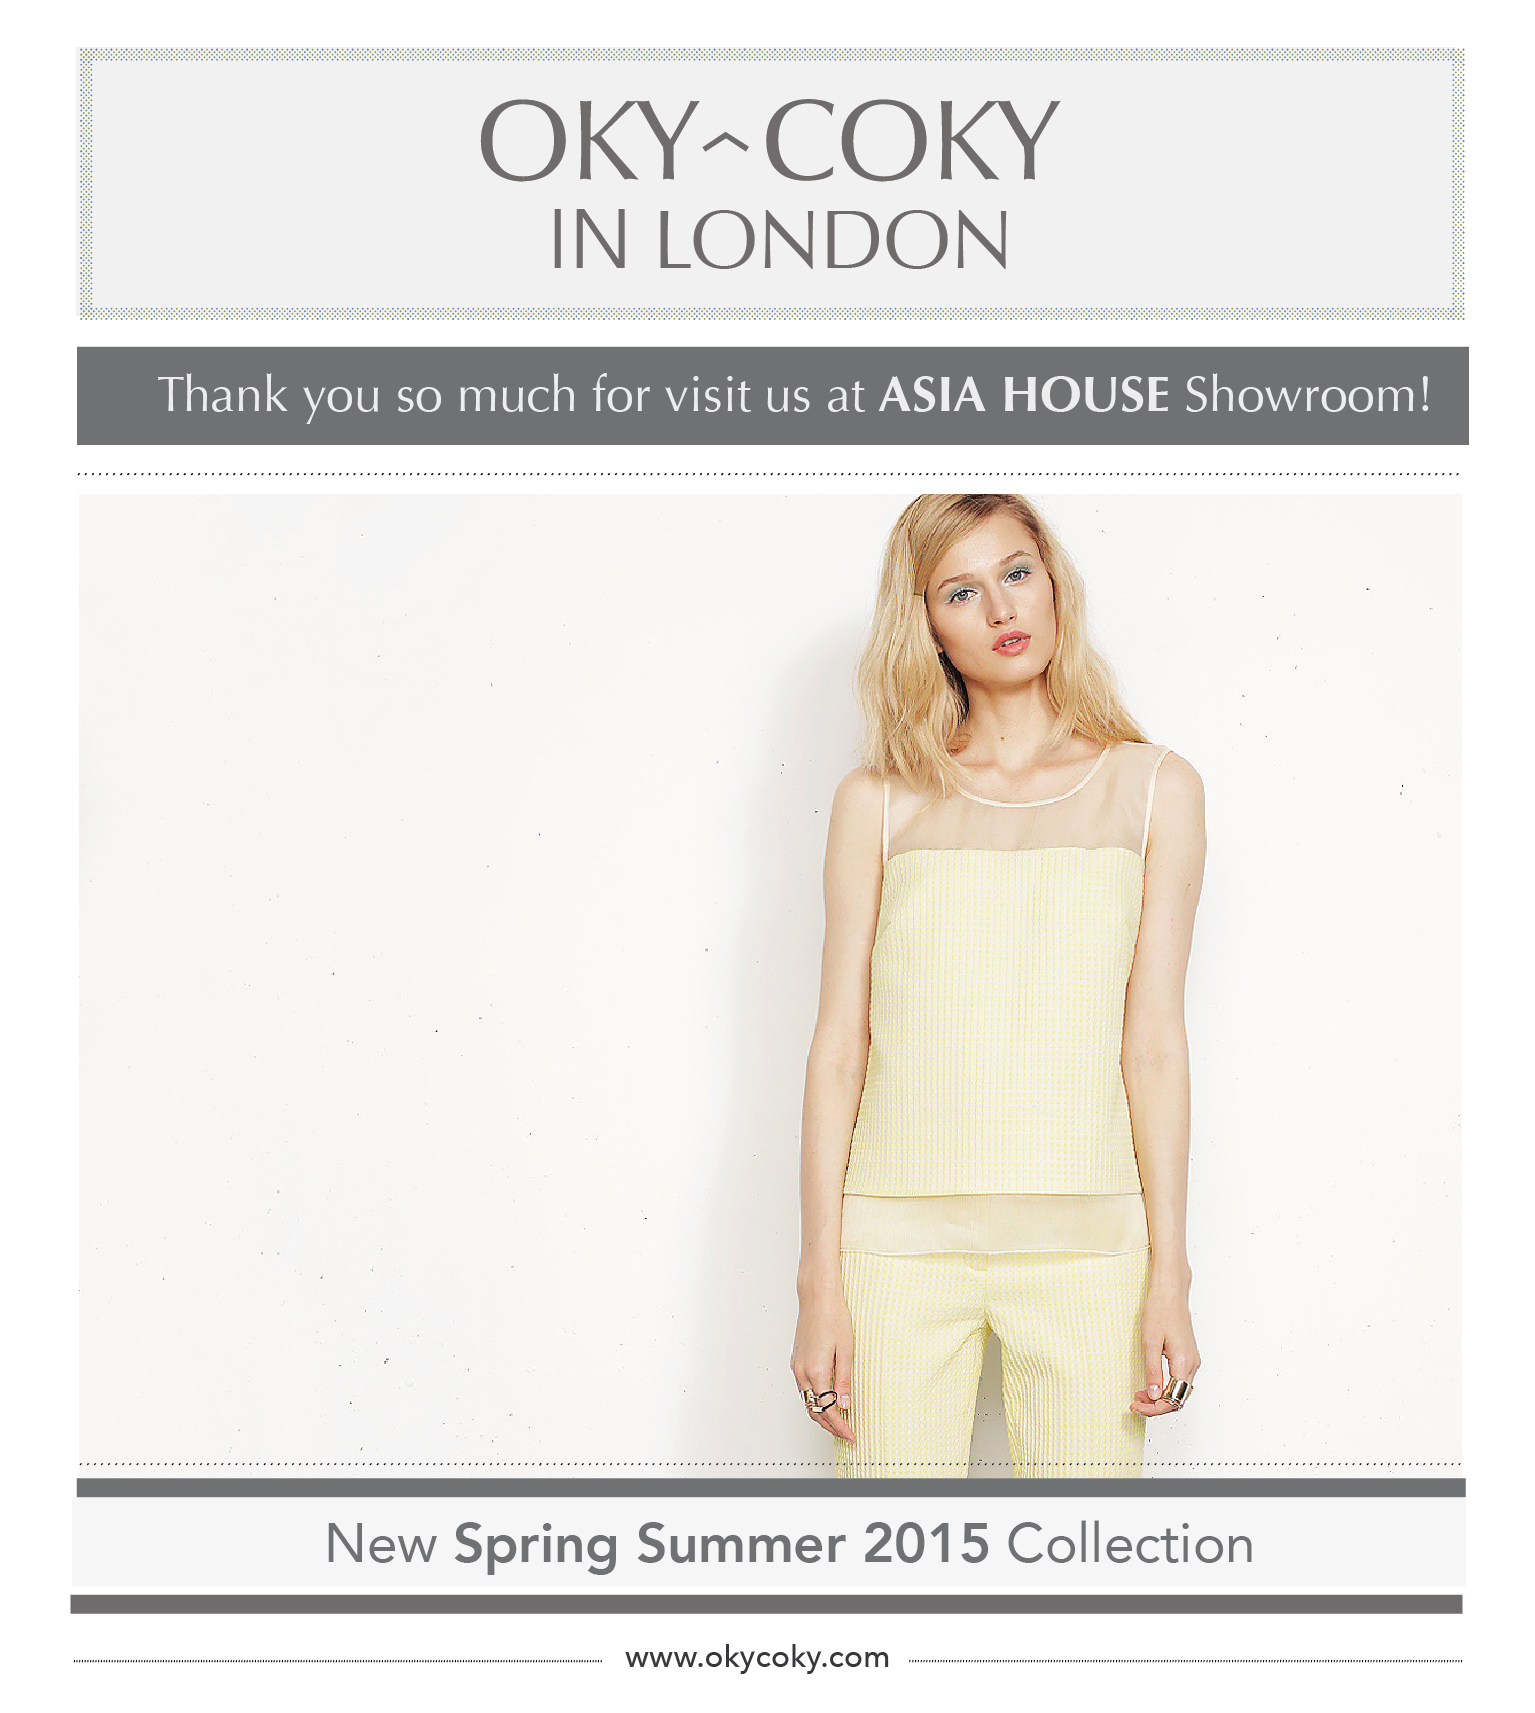 OKY^COKY
IN LONDON
Thank you so much for visit us at ASIA HOUSE Showroom!
New Spring Summer 2015 Collection
www.okycoky.com